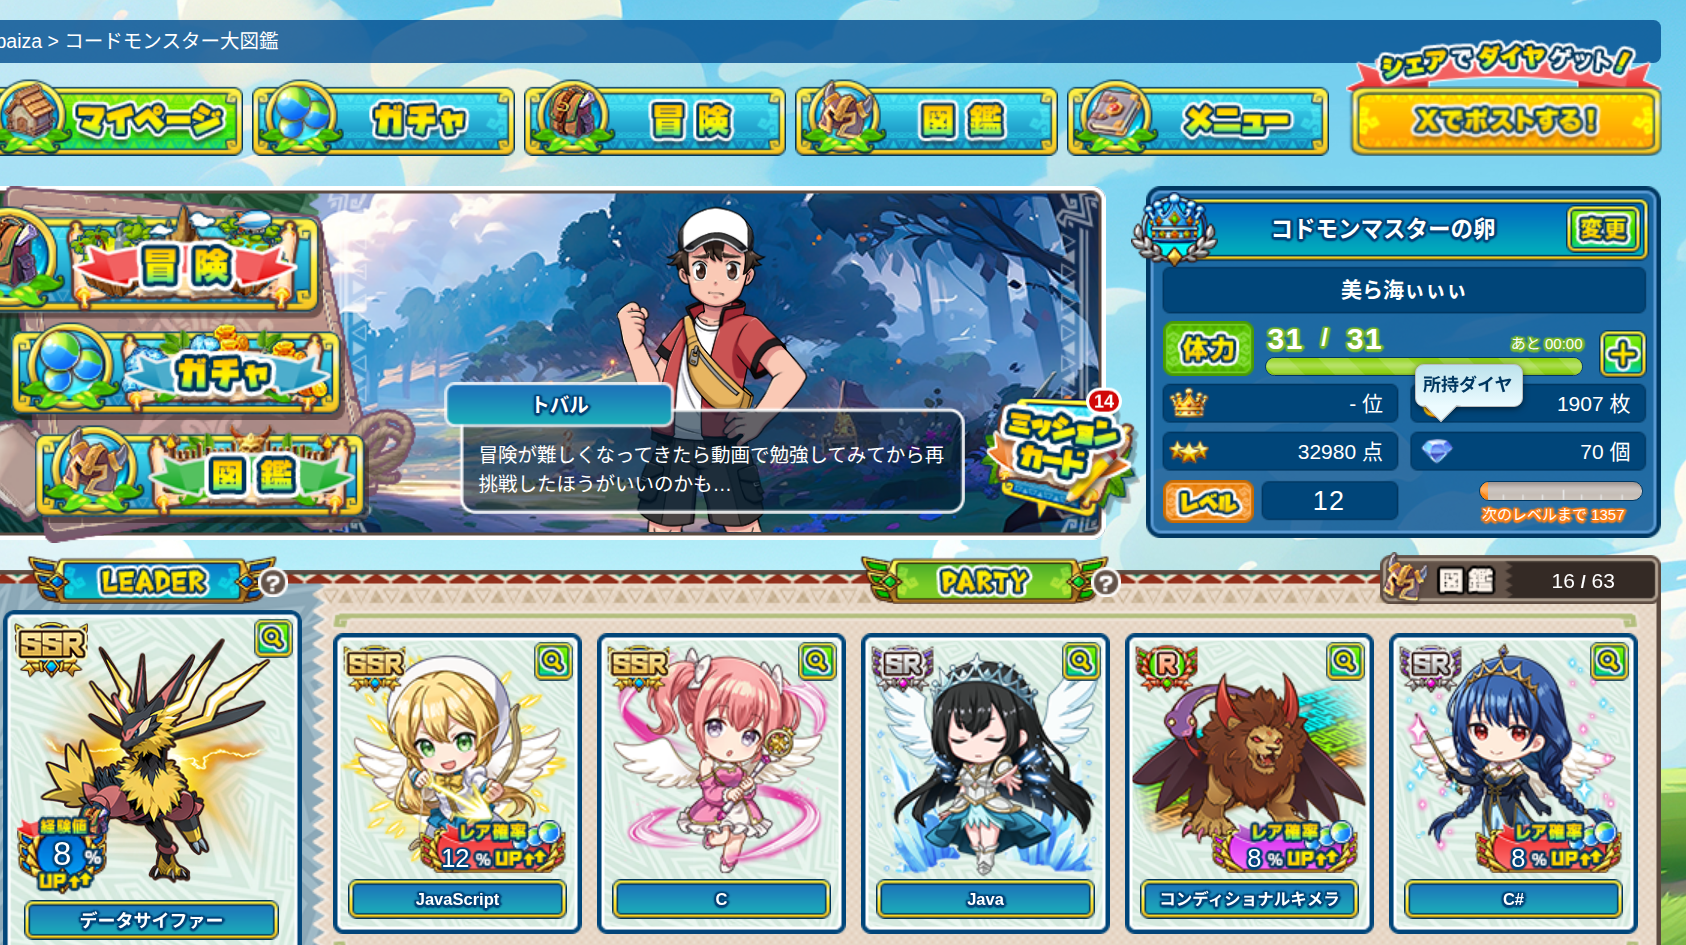 paiza > コードモンスター大図鑑
シェアでダイヤゲット!
マイページ
ガチャ
冒険
図鑑
メニュー
Xでポストする!
冒険
ガチャ
図鑑
トバル
冒険が難しくなってきたら動画で勉強してみてから再
挑戦したほうがいいのかも...
14
ミッション
カード
コドモンマスターの卵
変更
美ら海ぃぃぃ
体力
31 / 31
あと 00:00
所持ダイヤ
- 位
1907 枚
32980 点
70 個
レベル
12
次のレベルまで 1357
LEADER
?
PARTY
?
図鑑
16 / 63
SSR
経験値
8 %
UP↑↑
データサイファー
SSR
レア確率
12 % UP↑↑
JavaScript
SSR
C
SR
Java
R
レア確率
8 % UP↑↑
コンディショナルキメラ
SR
レア確率
8 % UP↑↑
C#